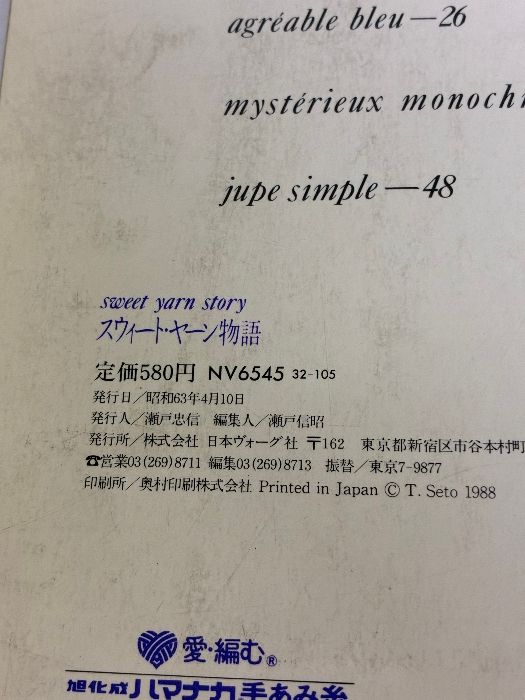 agréable bleu—26
mystérieux monoch
jupe simple—48
sweet yarn story
スウィート・ヤーン物語
定価580円 NV6545 32-105
発行日／昭和63年4月10日
発行人／瀬戸忠信 編集人／瀬戸信昭
発行所／株式会社 日本ヴォーグ社 〒162 東京都新宿区市谷本村町
☎営業03(269)8711 編集03(269)8713 振替／東京7-9877
印刷所／奥村印刷株式会社 Printed in Japan © T. Seto 1988
愛・編む®
旭化成ハマナカ手あみ糸